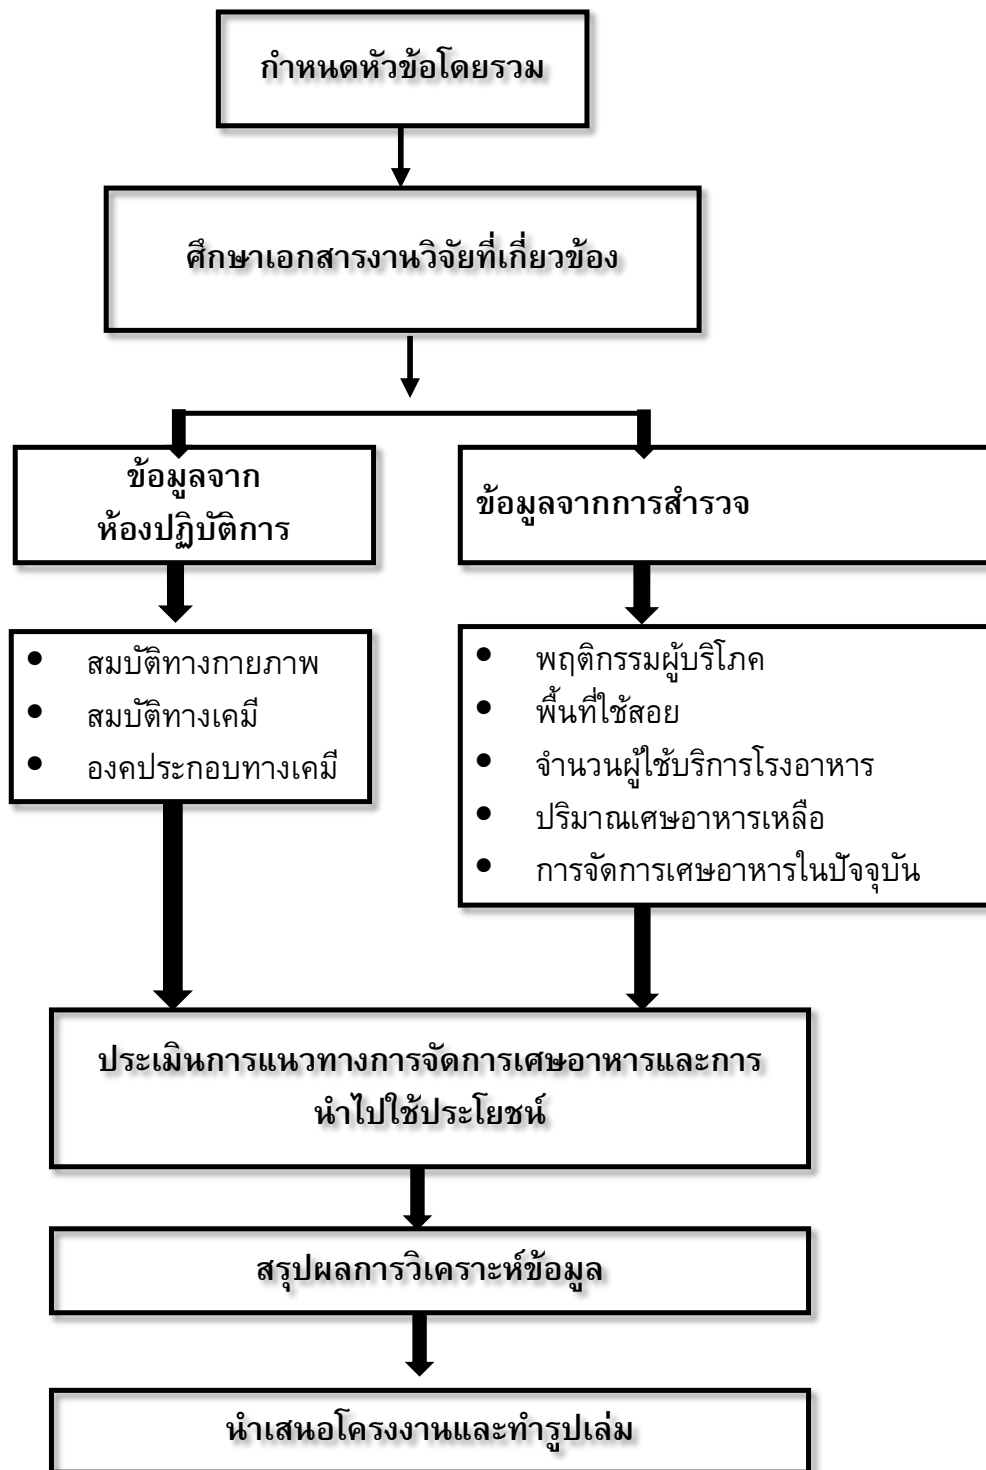 กำหนดหัวข้อโดยรวม
ศึกษาเอกสารงานวิจัยที่เกี่ยวข้อง
ข้อมูลจาก
ห้องปฏิบัติการ
ข้อมูลจากการสำรวจ
• สมบัติทางกายภาพ
• สมบัติทางเคมี
• องคประกอบทางเคมี
• พฤติกรรมผู้บริโภค
• พื้นที่ใช้สอย
• จำนวนผู้ใช้บริการโรงอาหาร
• ปริมาณเศษอาหารเหลือ
• การจัดการเศษอาหารในปัจจุบัน
ประเมินการแนวทางการจัดการเศษอาหารและการ
นำไปใช้ประโยชน์
สรุปผลการวิเคราะห์ข้อมูล
นำเสนอโครงงานและทำรูปเล่ม